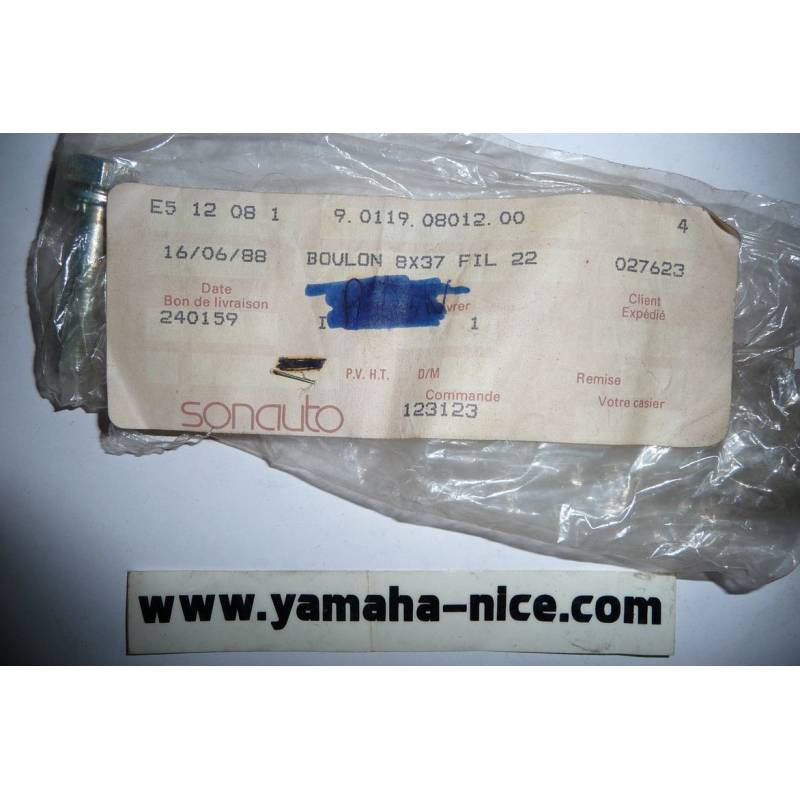 E5 12 08 1 9.0119.08012.00 4
16/06/88 BOULON 8X37 FIL 22 027623
Date Client
Bon de livraison Expédié
240159 I 1
P.V. H.T. D/M Remise
Commande Votre casier
sonauto 123123
www.yamaha-nice.com